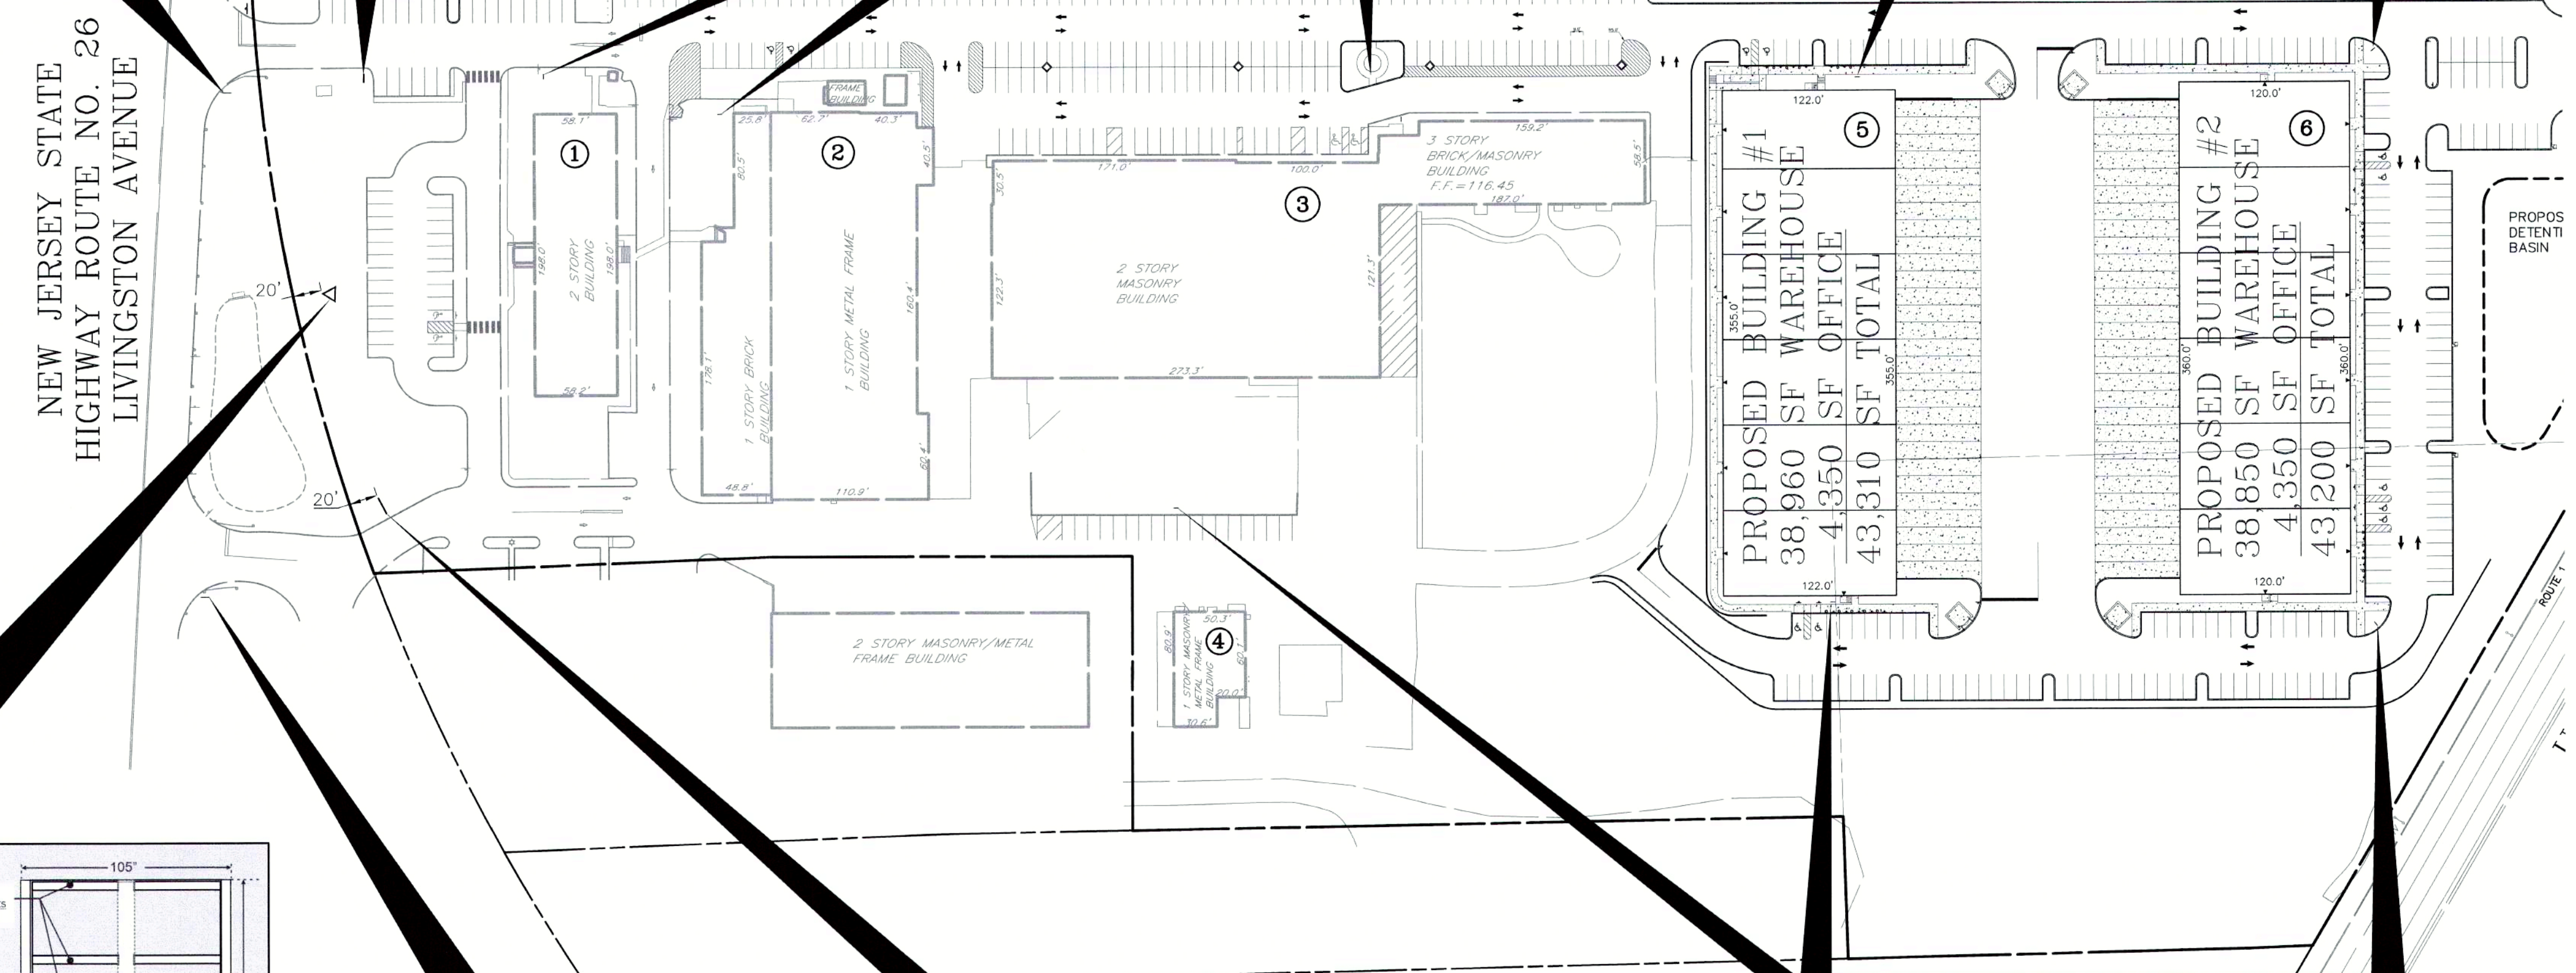 NEW JERSEY STATE
HIGHWAY ROUTE NO. 26
LIVINGSTON AVENUE
20'
20'
58.1'
①
198.0'
2 STORY
BUILDING
198.0'
58.2'
FRAME
BUILDING
25.8'
62.7'
40.3'
②
80.5'
40.5'
1 STORY METAL FRAME
BUILDING
160.4'
178.1'
1 STORY BRICK
BUILDING
60.4'
48.8'
110.9'
171.0'
100.0'
30.5'
③
3 STORY
BRICK/MASONRY
BUILDING
F.F.=116.45
159.2'
58.5'
187.0'
2 STORY
MASONRY
BUILDING
122.3'
121.3'
273.3'
2 STORY MASONRY/METAL
FRAME BUILDING
50.3'
④
80.9'
1 STORY MASONRY/
METAL FRAME
BUILDING
60.1'
20.0'
30.6'
122.0'
⑤
PROPOSED BUILDING #1
38,960 SF WAREHOUSE
4,350 SF OFFICE
43,310 SF TOTAL
355.0'
355.0'
122.0'
120.0'
⑥
PROPOSED BUILDING #2
38,850 SF WAREHOUSE
4,350 SF OFFICE
43,200 SF TOTAL
360.0'
360.0'
120.0'
PROPOS
DETENTI
BASIN
ROUTE 1
105"